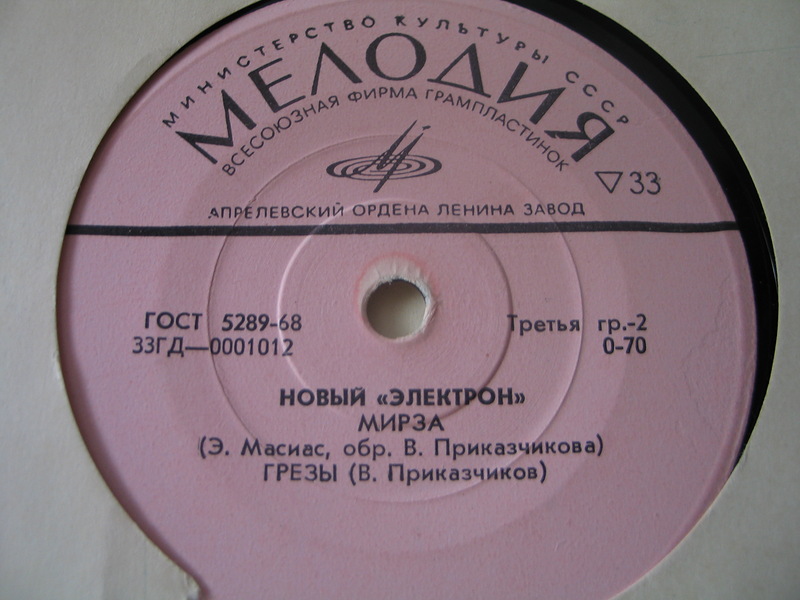 МИНИСТЕРСТВО КУЛЬТУРЫ СССР
МЕЛОДИЯ
ВСЕСОЮЗНАЯ ФИРМА ГРАМПЛАСТИНОК
▽33
АПРЕЛЕВСКИЙ ОРДЕНА ЛЕНИНА ЗАВОД
ГОСТ 5289-68 Третья гр.-2
33ГД—0001012 0-70
НОВЫЙ «ЭЛЕКТРОН»
МИРЗА
(Э. Масиас, обр. В. Приказчикова)
ГРЕЗЫ (В. Приказчиков)